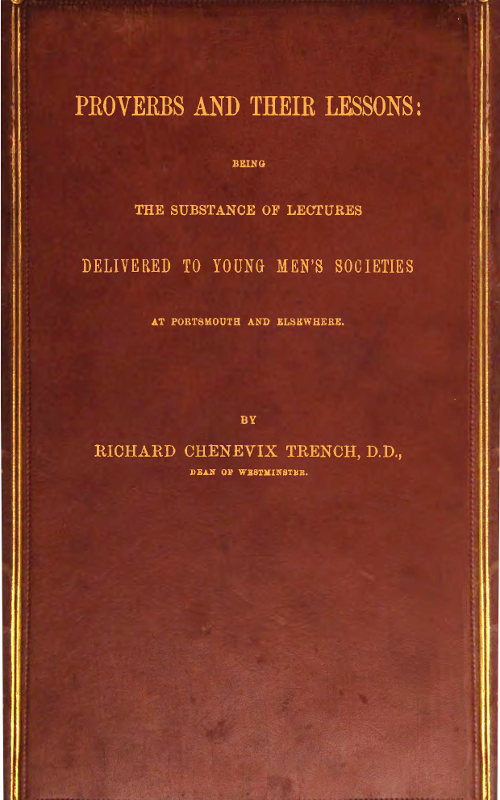 PROVERBS AND THEIR LESSONS:
BEING
THE SUBSTANCE OF LECTURES
DELIVERED TO YOUNG MEN'S SOCIETIES
AT PORTSMOUTH AND ELSEWHERE.
BY
RICHARD CHENEVIX TRENCH, D.D.,
DEAN OF WESTMINSTER.